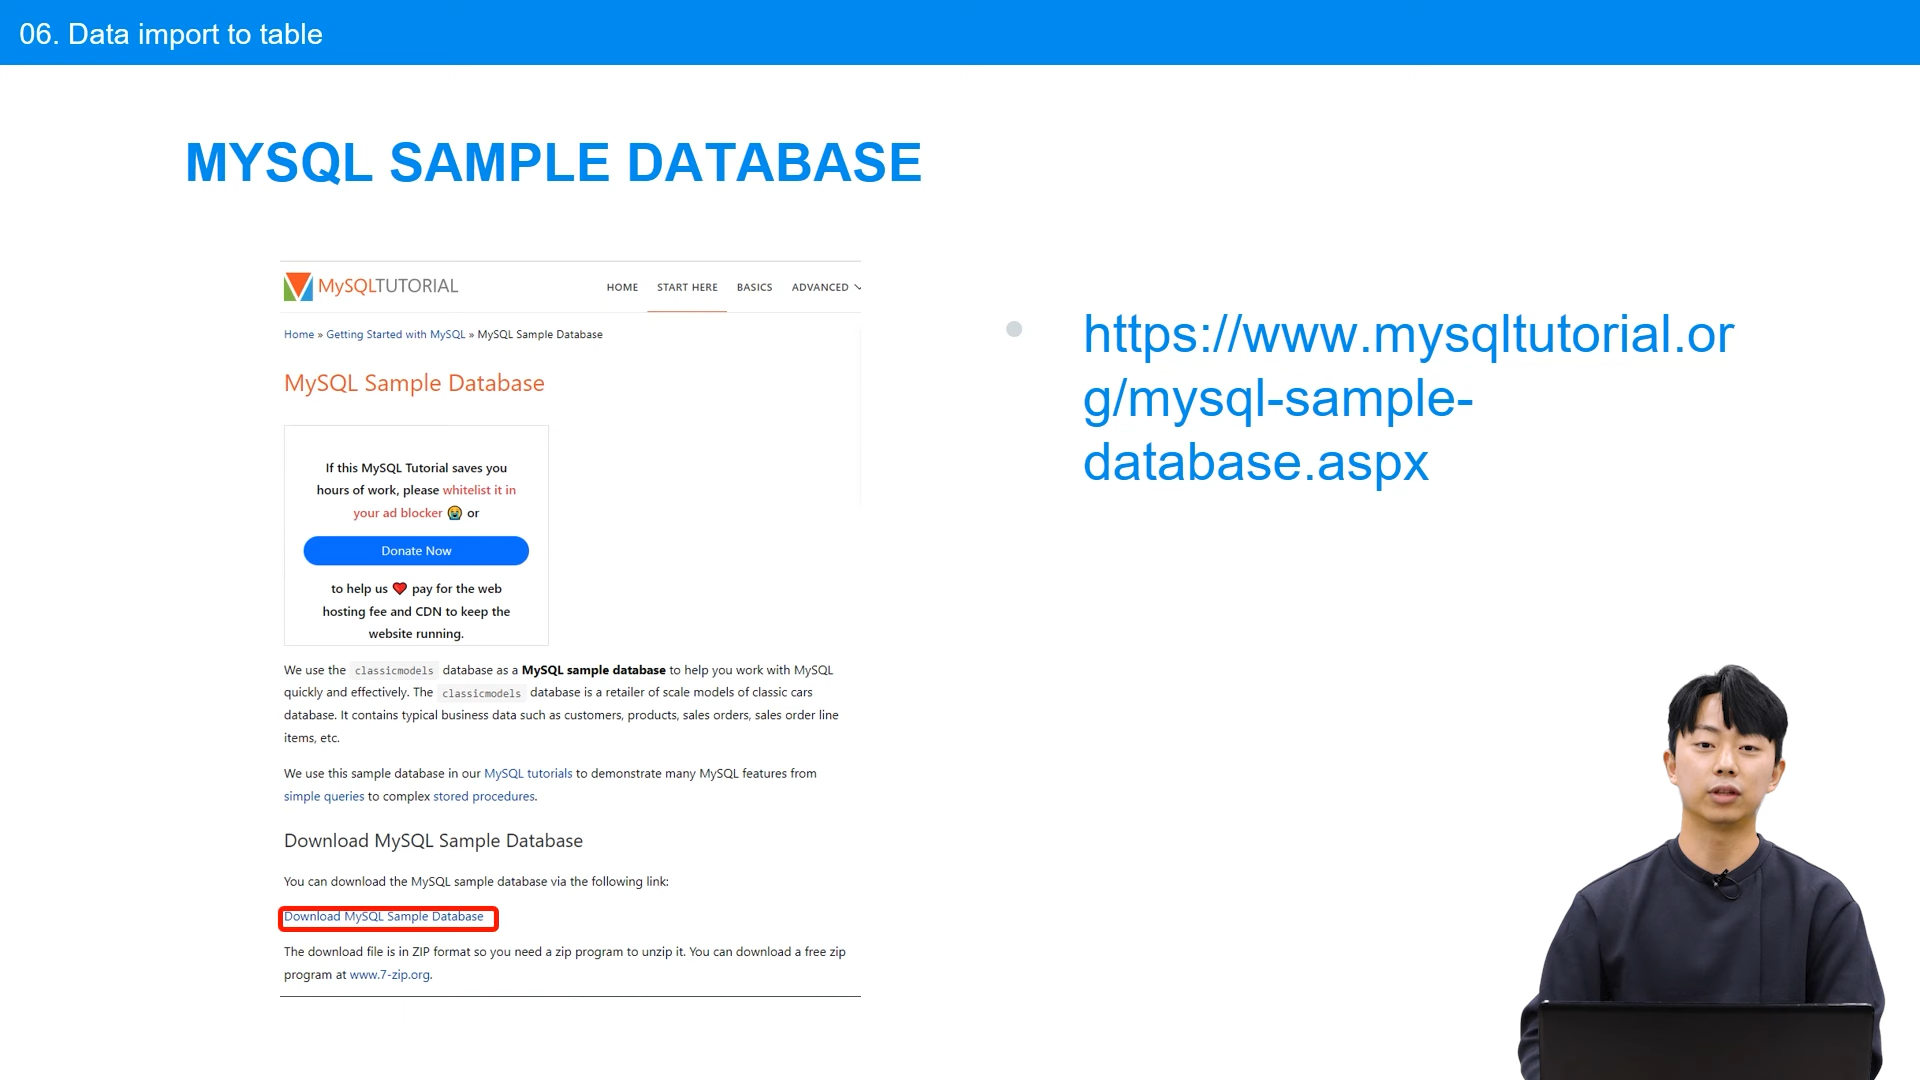 06. Data import to table
MYSQL SAMPLE DATABASE
MySQLTUTORIAL
HOME START HERE BASICS ADVANCED
Home » Getting Started with MySQL » MySQL Sample Database
MySQL Sample Database
If this MySQL Tutorial saves you
hours of work, please whitelist it in
your ad blocker 😭 or
Donate Now
to help us ❤️ pay for the web
hosting fee and CDN to keep the
website running.
We use the classicmodels database as a MySQL sample database to help you work with MySQL
quickly and effectively. The classicmodels database is a retailer of scale models of classic cars
database. It contains typical business data such as customers, products, sales orders, sales order line
items, etc.
We use this sample database in our MySQL tutorials to demonstrate many MySQL features from
simple queries to complex stored procedures.
Download MySQL Sample Database
You can download the MySQL sample database via the following link:
Download MySQL Sample Database
The download file is in ZIP format so you need a zip program to unzip it. You can download a free zip
program at www.7-zip.org.
https://www.mysqltutorial.or
g/mysql-sample-
database.aspx